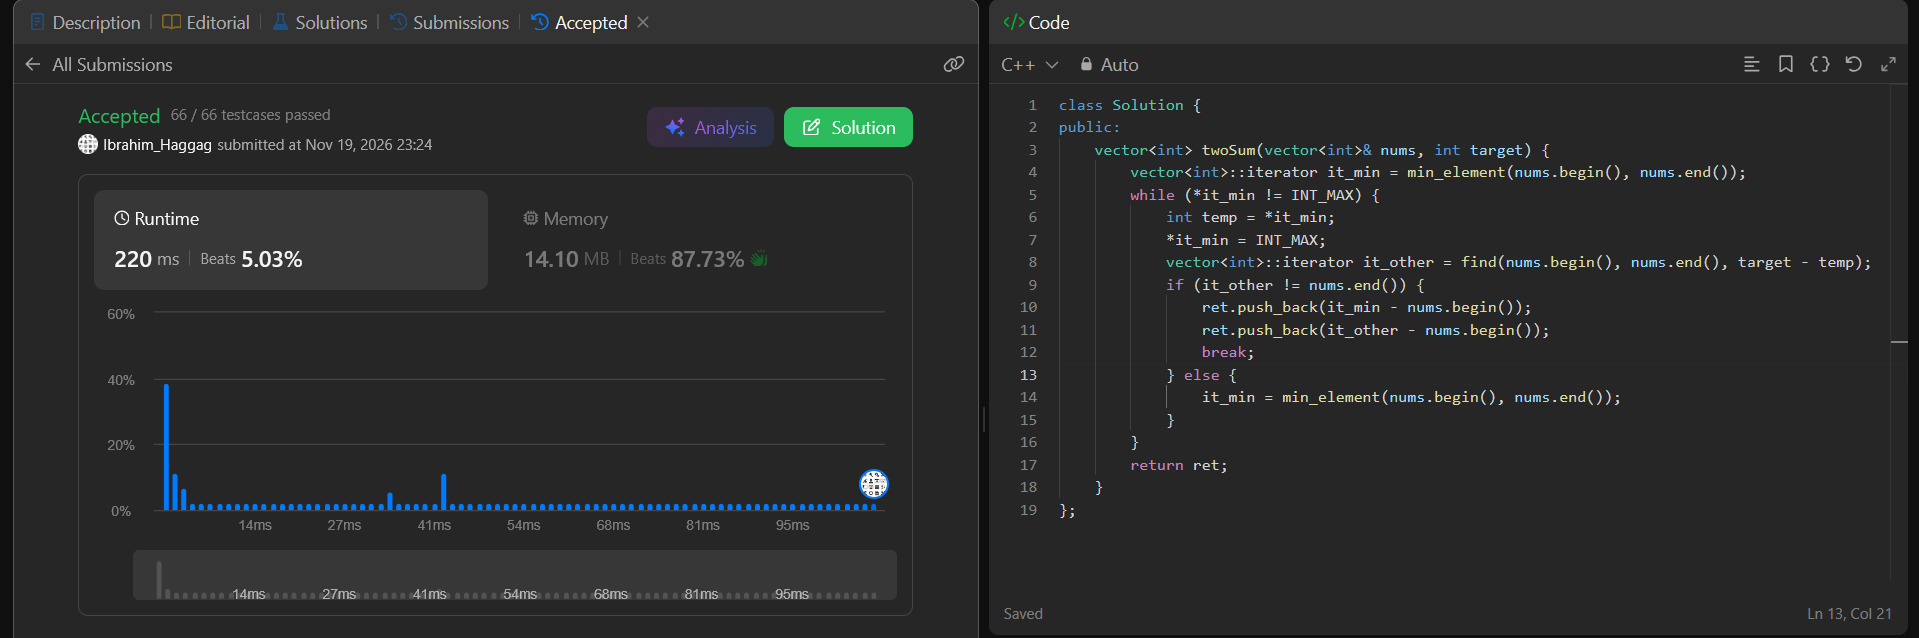 Description | Editorial | Solutions | Submissions | Accepted
All Submissions
Accepted 66 / 66 testcases passed
Ibrahim_Haggag submitted at Nov 19, 2026 23:24
Analysis
Solution
Runtime
220 ms | Beats 5.03%
Memory
14.10 MB | Beats 87.73%
60%
40%
20%
0%
14ms 27ms 41ms 54ms 68ms 81ms 95ms
14ms 27ms 41ms 54ms 68ms 81ms 95ms
</> Code
C++ Auto
1 class Solution {
2 public:
3     vector<int> twoSum(vector<int>& nums, int target) {
4         vector<int>::iterator it_min = min_element(nums.begin(), nums.end());
5         while (*it_min != INT_MAX) {
6             int temp = *it_min;
7             *it_min = INT_MAX;
8             vector<int>::iterator it_other = find(nums.begin(), nums.end(), target - temp);
9             if (it_other != nums.end()) {
10                 ret.push_back(it_min - nums.begin());
11                 ret.push_back(it_other - nums.begin());
12                 break;
13             } else {
14                 it_min = min_element(nums.begin(), nums.end());
15             }
16         }
17         return ret;
18     }
19 };
Saved
Ln 13, Col 21